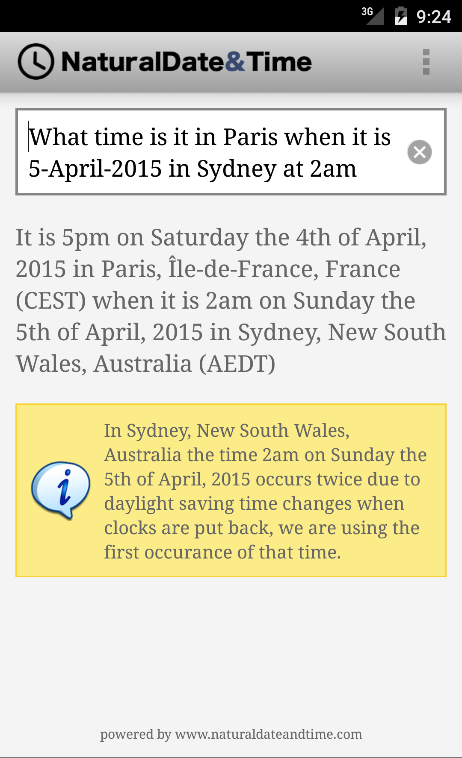 3G 9:24
NaturalDate&Time
What time is it in Paris when it is
5-April-2015 in Sydney at 2am
It is 5pm on Saturday the 4th of April,
2015 in Paris, Île-de-France, France
(CEST) when it is 2am on Sunday the
5th of April, 2015 in Sydney, New South
Wales, Australia (AEDT)
In Sydney, New South Wales,
Australia the time 2am on Sunday the
5th of April, 2015 occurs twice due to
daylight saving time changes when
clocks are put back, we are using the
first occurance of that time.
powered by www.naturaldateandtime.com